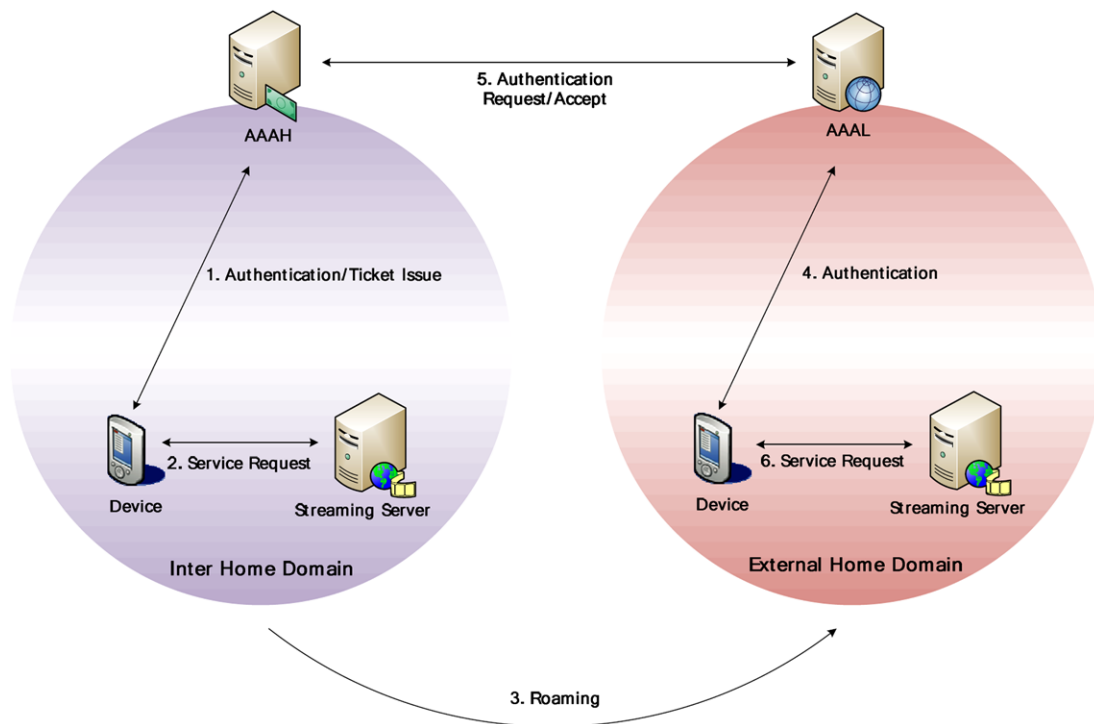 5. Authentication
Request/Accept
AAAH
AAAL
1. Authentication/Ticket Issue
4. Authentication
2. Service Request
6. Service Request
Device
Streaming Server
Device
Streaming Server
Inter Home Domain
External Home Domain
3. Roaming